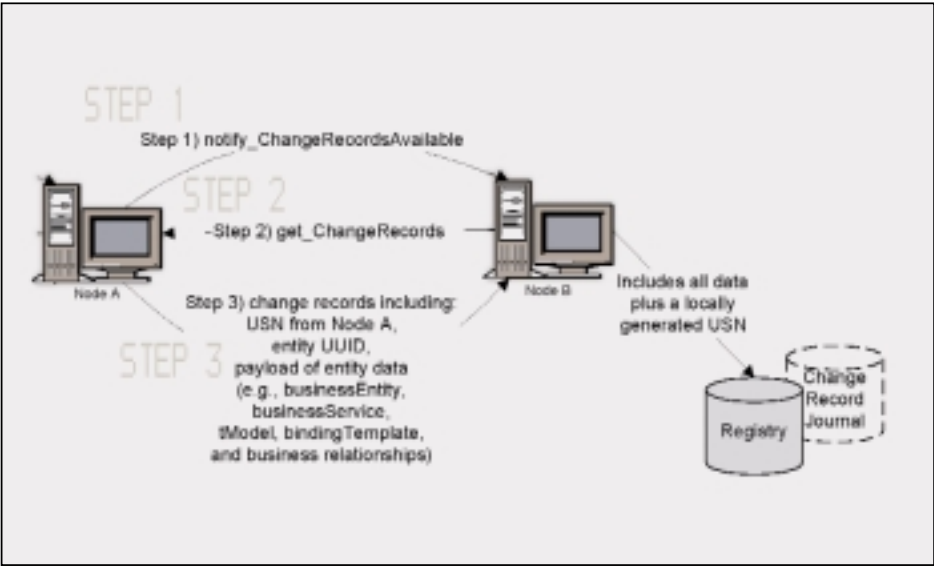 STEP 1
Step 1) notify_ChangeRecordsAvailable
STEP 2
-Step 2) get_ChangeRecords
Node A
Node B
STEP 3
Step 3) change records including:
USN from Node A,
entity UUID,
payload of entity data
(e.g., businessEntity,
businessService,
tModel, bindingTemplate,
and business relationships)
Includes all data
plus a locally
generated USN
Registry
Change
Record
Journal